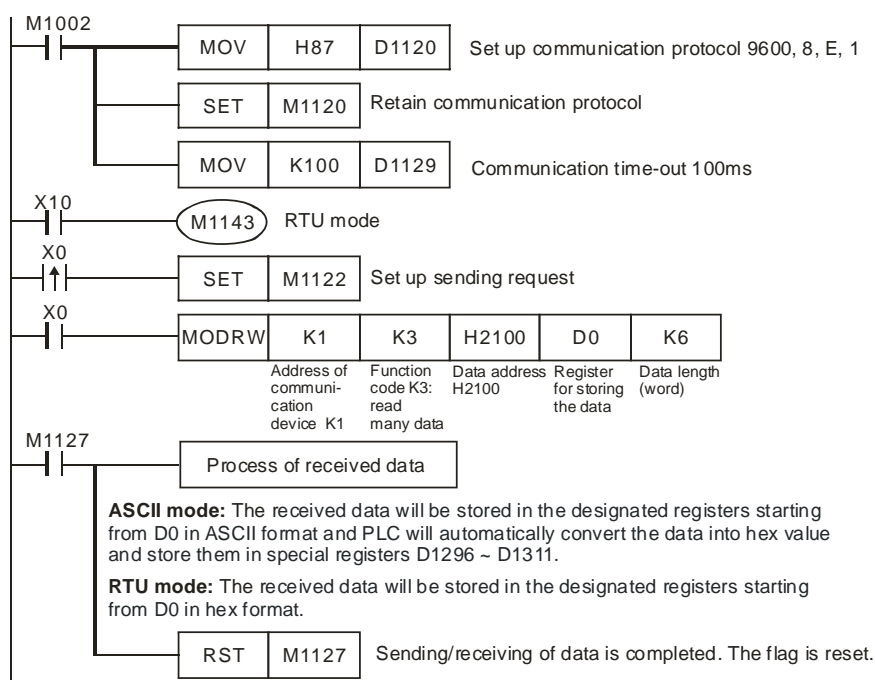 M1002
MOV H87 D1120 Set up communication protocol 9600, 8, E, 1
SET M1120 Retain communication protocol
MOV K100 D1129 Communication time-out 100ms
X10
M1143 RTU mode
X0
SET M1122 Set up sending request
X0
MODRW K1 K3 H2100 D0 K6
Address of
communi-
cation
device K1
Function
code K3:
read
many data
Data address
H2100
Register
for storing
the data
Data length
(word)
M1127
Process of received data
ASCII mode: The received data will be stored in the designated registers starting
from D0 in ASCII format and PLC will automatically convert the data into hex value
and store them in special registers D1296 ~ D1311.
RTU mode: The received data will be stored in the designated registers starting
from D0 in hex format.
RST M1127 Sending/receiving of data is completed. The flag is reset.